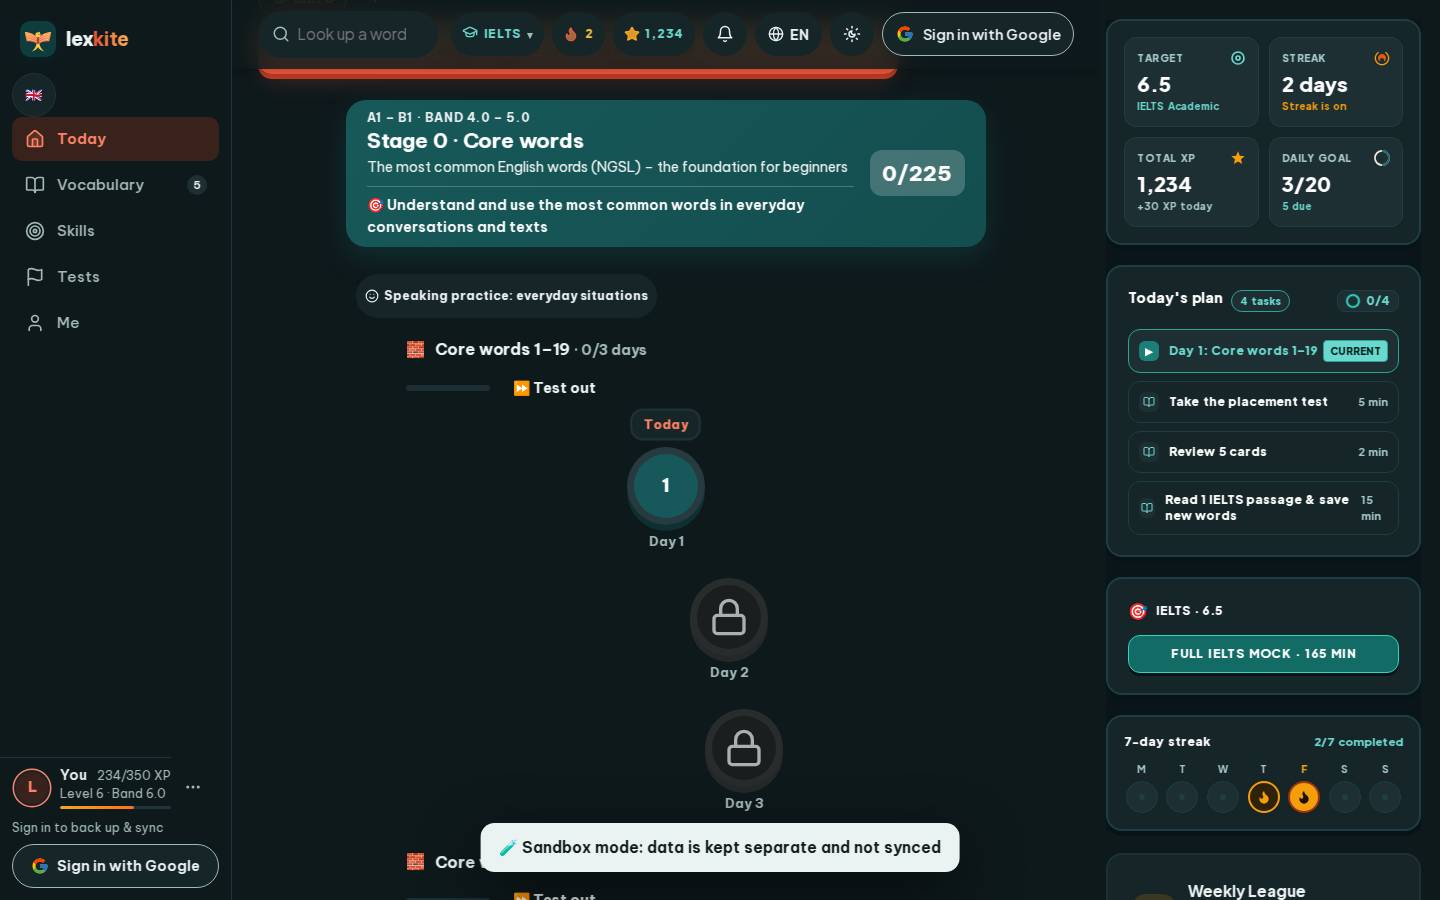 lexkite
Today
Vocabulary 5
Skills
Tests
Me
You 234/350 XP
Level 6 · Band 6.0
L
Sign in to back up & sync
Sign in with Google
Look up a word
IELTS ▾
2
1,234
EN
Sign in with Google
A1 – B1 · BAND 4.0 – 5.0
Stage 0 · Core words
The most common English words (NGSL) – the foundation for beginners
0/225
🎯 Understand and use the most common words in everyday
conversations and texts
Speaking practice: everyday situations
🧱 Core words 1–19 · 0/3 days
⏩ Test out
Today
1
Day 1
Day 2
Day 3
🧱 Core
⏩ Test out
🧪 Sandbox mode: data is kept separate and not synced
TARGET
6.5
IELTS Academic
STREAK
2 days
Streak is on
TOTAL XP
1,234
+30 XP today
DAILY GOAL
3/20
5 due
Today's plan 4 tasks 0/4
Day 1: Core words 1–19 CURRENT
Take the placement test 5 min
Review 5 cards 2 min
Read 1 IELTS passage & save 15
new words min
🎯 IELTS · 6.5
FULL IELTS MOCK · 165 MIN
7-day streak 2/7 completed
M T W T F S S
Weekly League